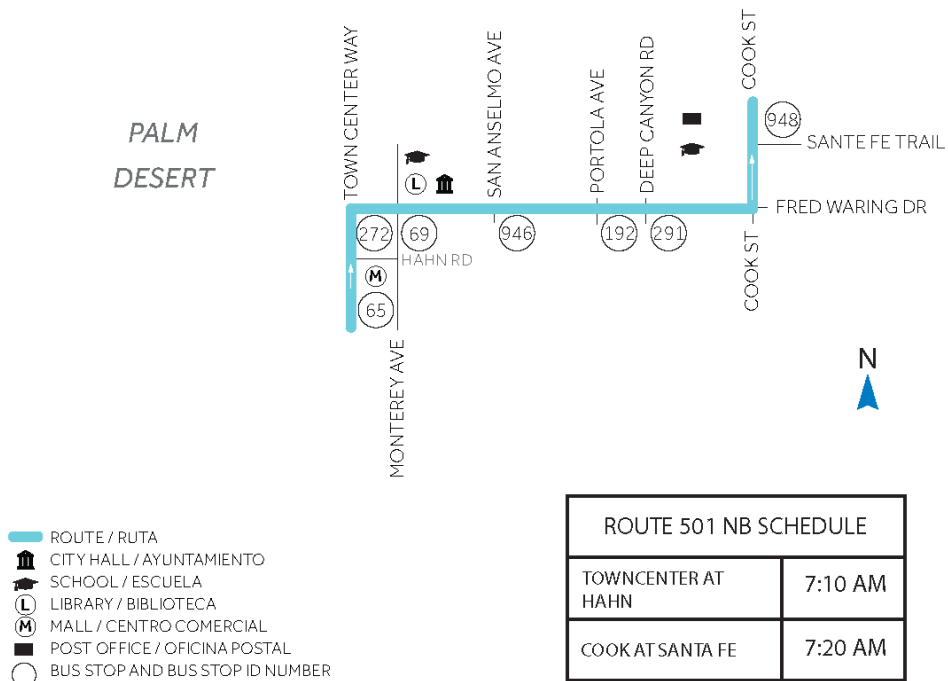 PALM
DESERT
TOWN CENTER WAY
SAN ANSELMO AVE
PORTOLA AVE
DEEP CANYON RD
COOK ST
948
SANTE FE TRAIL
L
FRED WARING DR
272
69
946
192
291
HAHN RD
M
65
COOK ST
MONTEREY AVE
N
ROUTE / RUTA
CITY HALL / AYUNTAMIENTO
SCHOOL / ESCUELA
L LIBRARY / BIBLIOTECA
M MALL / CENTRO COMERCIAL
POST OFFICE / OFICINA POSTAL
BUS STOP AND BUS STOP ID NUMBER
ROUTE 501 NB SCHEDULE
TOWNCENTER AT
HAHN
7:10 AM
COOK AT SANTA FE
7:20 AM